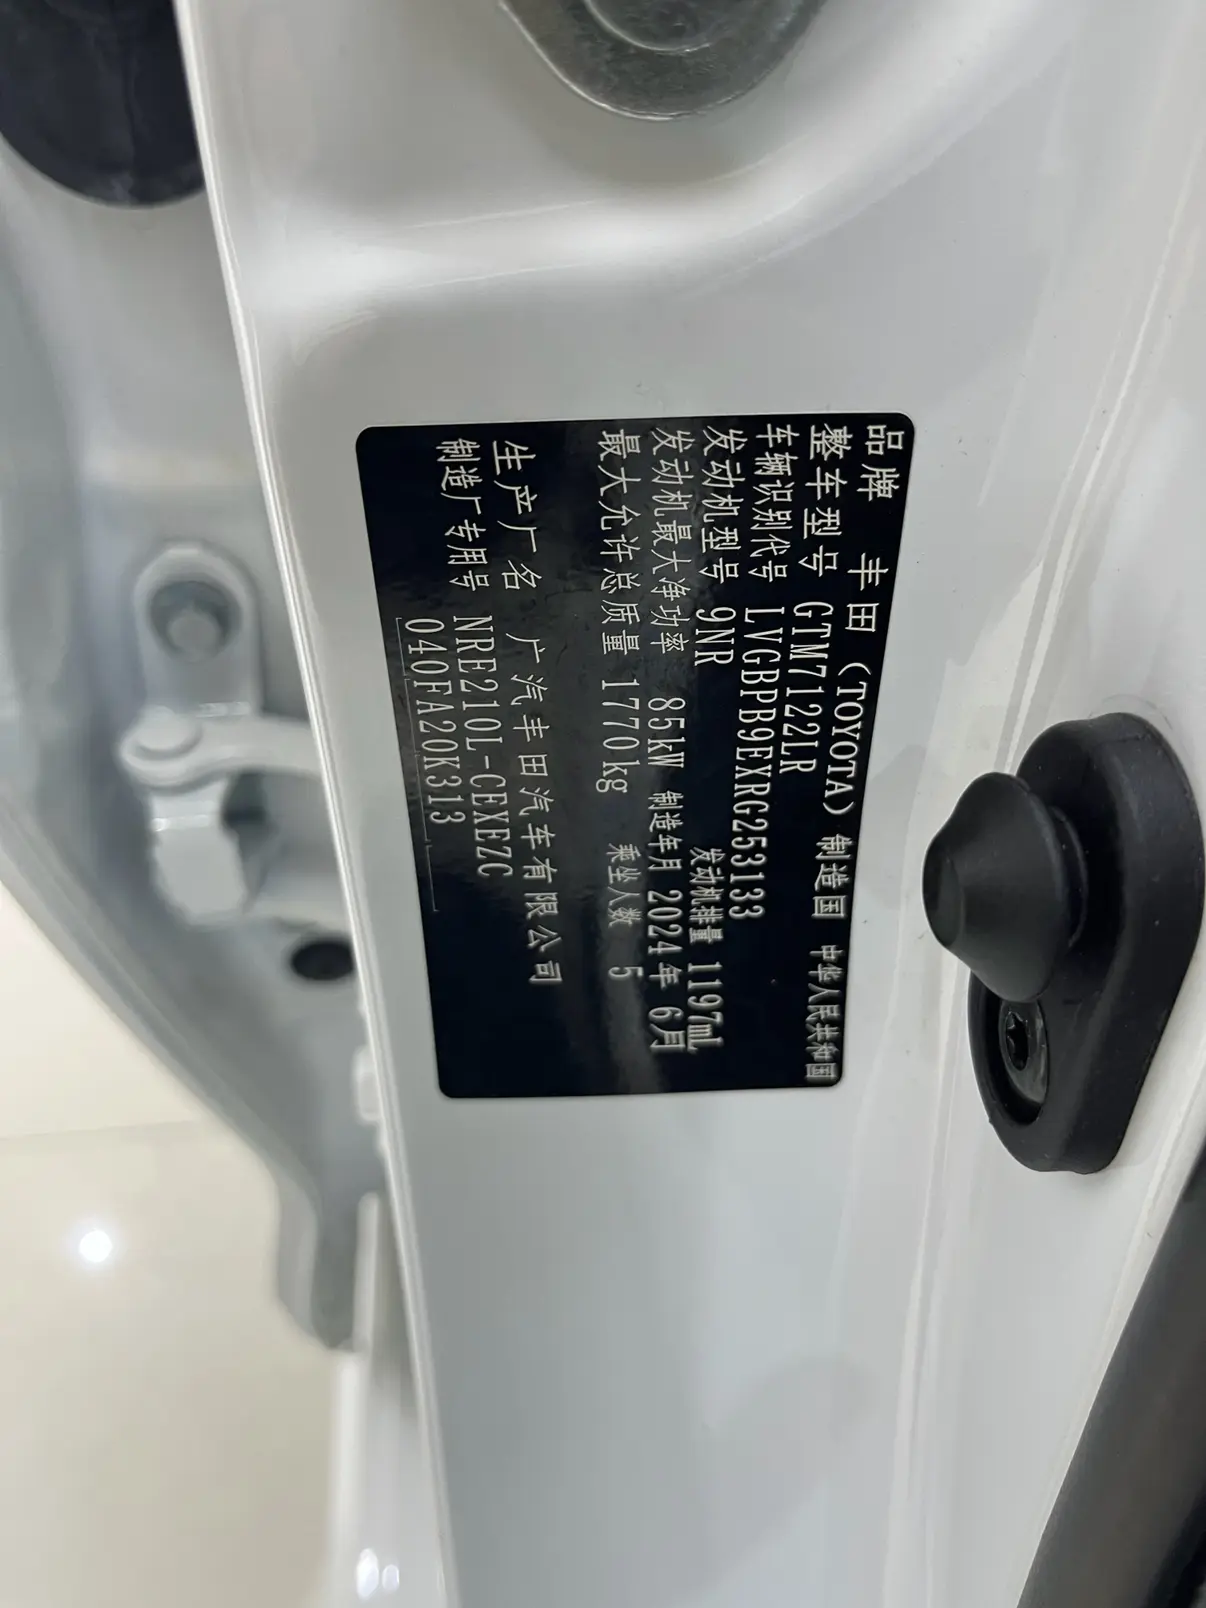 品牌 丰田（TOYOTA） 制造国 中华人民共和国
整车型号 GTM7122LR
车辆识别代号 LVGBPB9EXRG253133
发动机型号 9NR 发动机排量 1197mL
发动机最大净功率 85kW 制造年月 2024年 6月
最大允许总质量 1770kg 乘坐人数 5
生产厂名 广汽丰田汽车有限公司
制造厂专用号 NRE210L-CEXEZC
040FA20K313